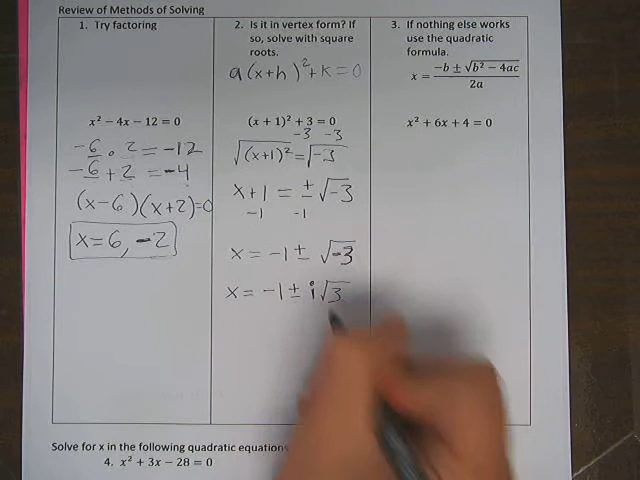 Review of Methods of Solving
1. Try factoring
x² − 4x − 12 = 0
-6 · 2 = -12
-6 + 2 = -4
(x-6)(x+2)=0
x=6, -2
2. Is it in vertex form? If
so, solve with square
roots.
a(x+h)²+k=0
(x + 1)² + 3 = 0
-3 -3
√(x+1)² = √-3
x+1 = ±√-3
-1 -1
x = -1 ± √-3
x = -1 ± i√3
3. If nothing else works
use the quadratic
formula.
x = (−b ± √b² − 4ac) / 2a
x² + 6x + 4 = 0
Solve for x in the following quadratic equations
4. x² + 3x − 28 = 0